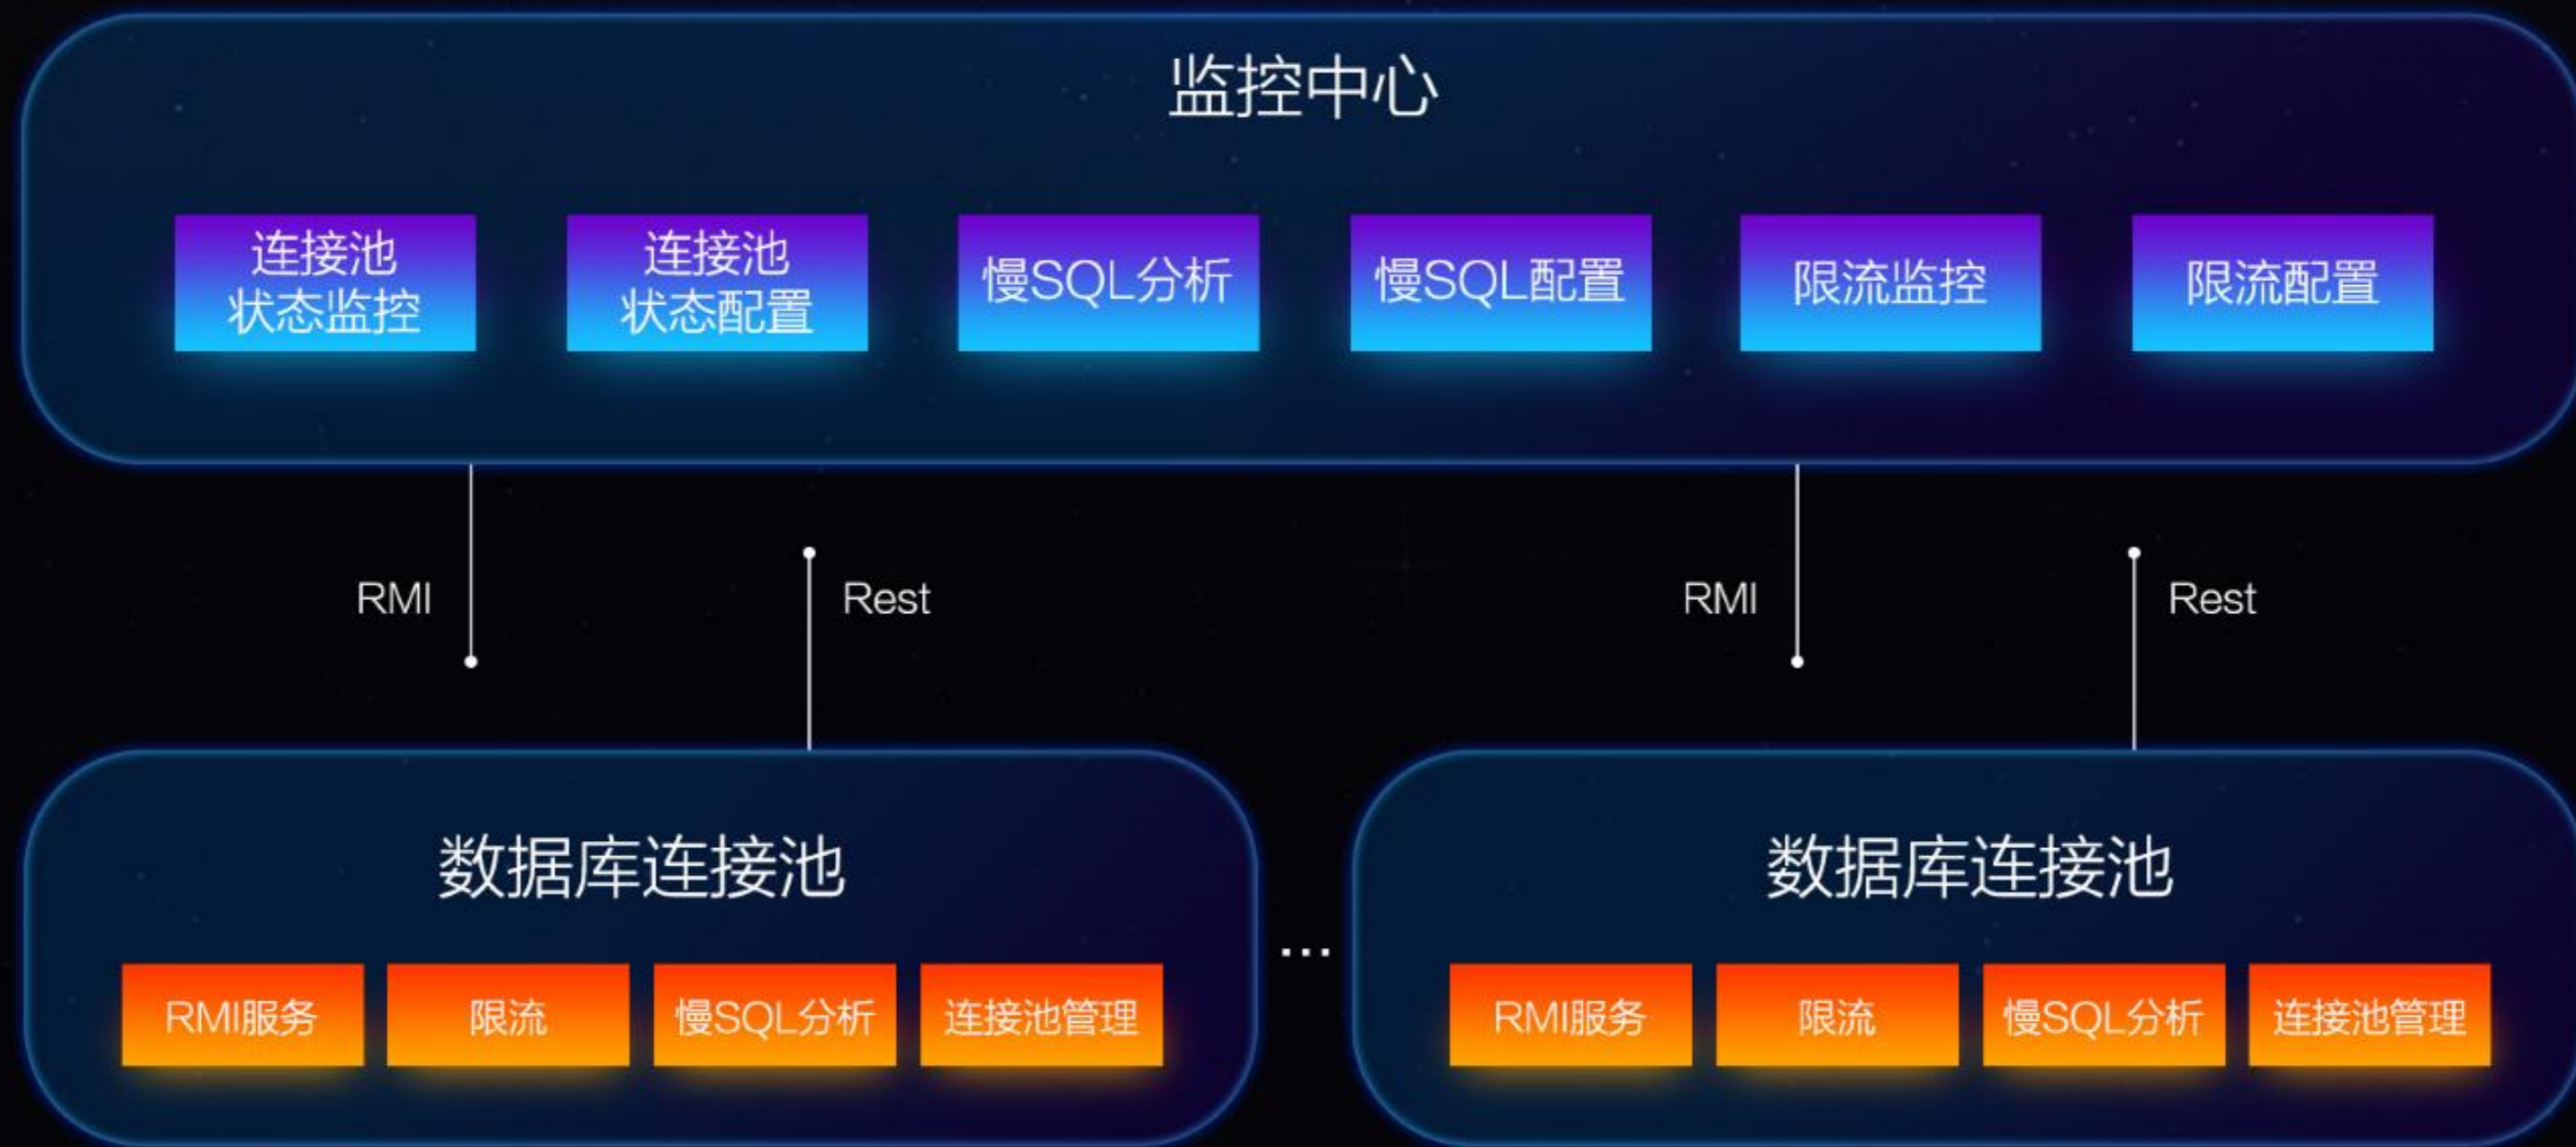 监控中心
连接池
状态监控
连接池
状态配置
慢SQL分析
慢SQL配置
限流监控
限流配置
RMI
Rest
RMI
Rest
数据库连接池
RMI服务
限流
慢SQL分析
连接池管理
...
数据库连接池
RMI服务
限流
慢SQL分析
连接池管理